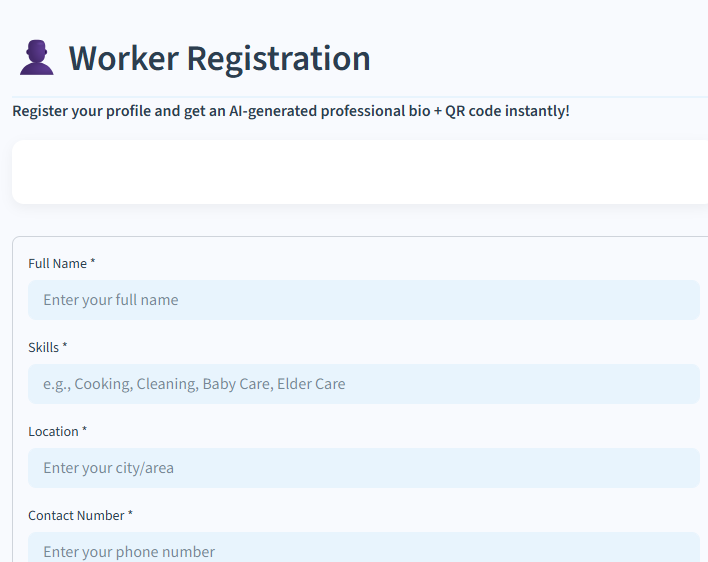 Worker Registration
Register your profile and get an AI-generated professional bio + QR code instantly!
Full Name *
Enter your full name
Skills *
e.g., Cooking, Cleaning, Baby Care, Elder Care
Location *
Enter your city/area
Contact Number *
Enter your phone number